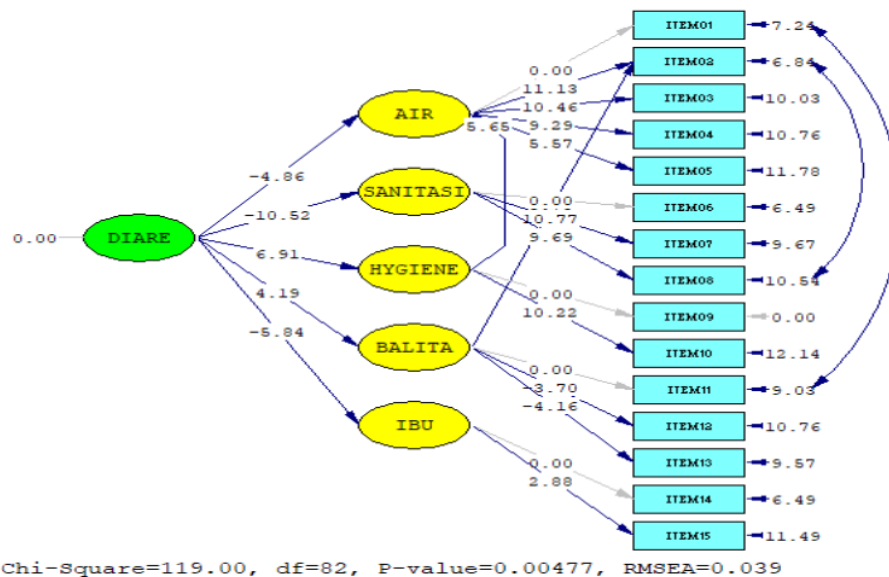 ITEM01 7.24
ITEM02 6.84
0.00
11.13
ITEM03 10.03
10.46
AIR
5.65 9.29
ITEM04 10.76
5.57
ITEM05 11.78
-4.86
SANITASI
0.00
ITEM06 6.49
-10.52
10.77
9.69
ITEM07 9.67
0.00 DIARE
6.91
HYGIENE
ITEM08 10.54
4.19
0.00
10.22
ITEM09 0.00
-5.84
BALITA
ITEM10 12.14
0.00
-3.70
-4.16
ITEM11 9.03
IBU
ITEM12 10.76
0.00
2.88
ITEM13 9.57
ITEM14 6.49
ITEM15 11.49
Chi-Square=119.00, df=82, P-value=0.00477, RMSEA=0.039